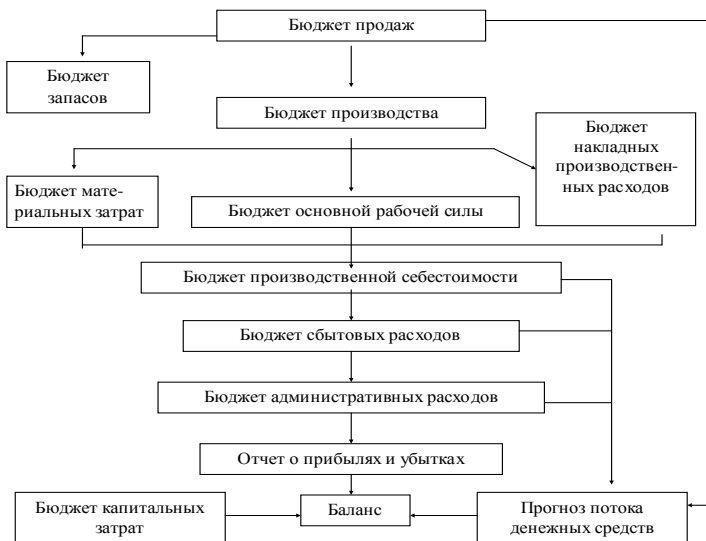 Бюджет продаж
Бюджет
запасов
Бюджет производства
Бюджет
накладных
производствен-
ных расходов
Бюджет мате-
риальных затрат
Бюджет основной рабочей силы
Бюджет производственной себестоимости
Бюджет сбытовых расходов
Бюджет административных расходов
Отчет о прибылях и убытках
Бюджет капитальных
затрат
Баланс
Прогноз потока
денежных средств